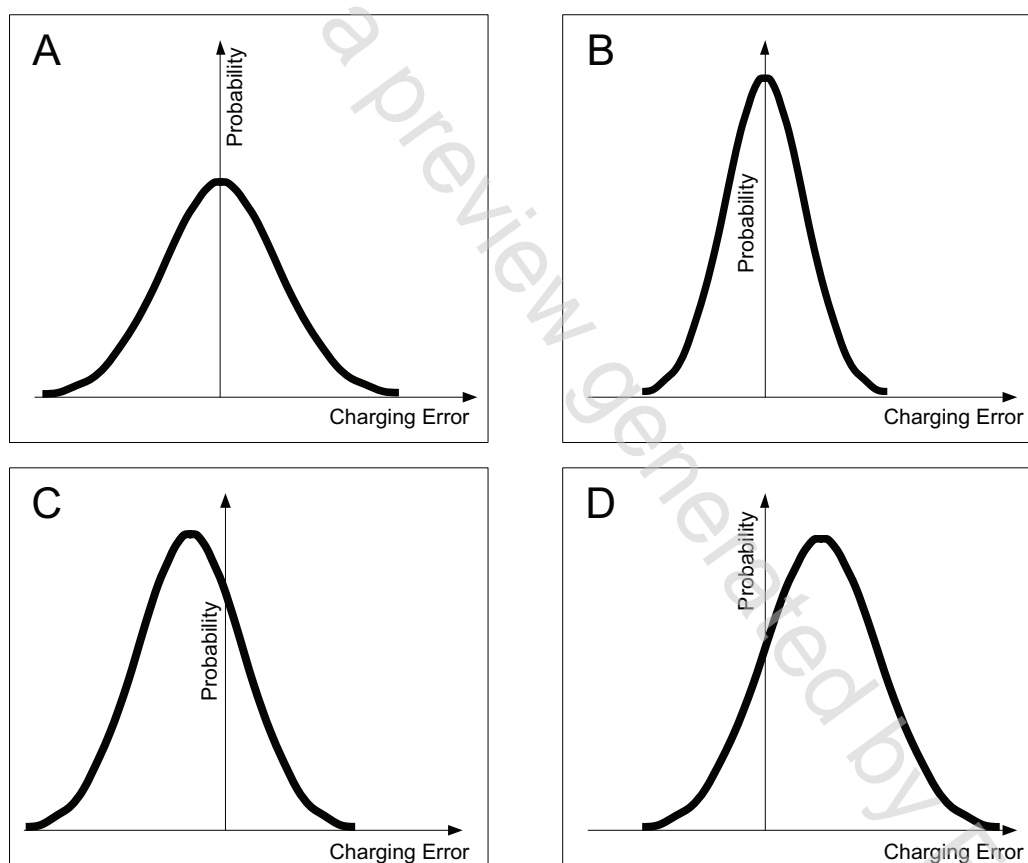 A
Probability
Charging Error
B
Probability
Charging Error
C
Probability
Charging Error
D
Probability
Charging Error
a preview generated by